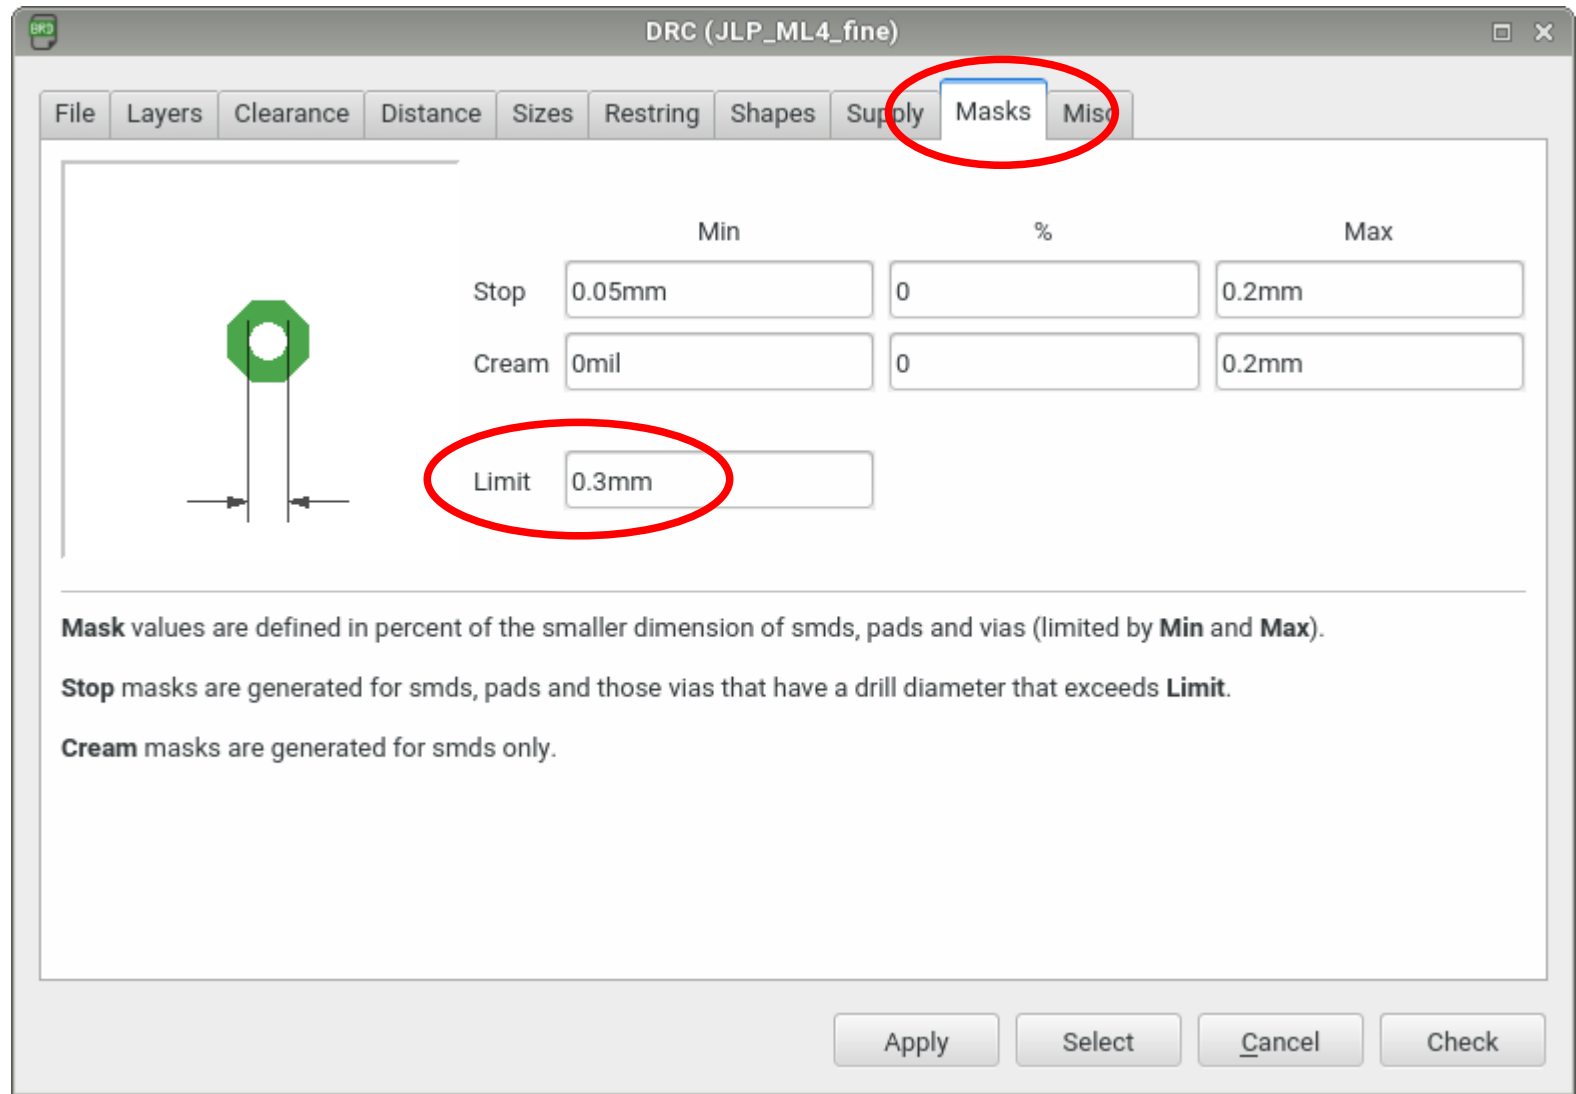 BRD
DRC (JLP_ML4_fine)
File Layers Clearance Distance Sizes Restring Shapes Supply Masks Misc
Min % Max
Stop 0.05mm 0 0.2mm
Cream 0mil 0 0.2mm
Limit 0.3mm
Mask values are defined in percent of the smaller dimension of smds, pads and vias (limited by Min and Max).
Stop masks are generated for smds, pads and those vias that have a drill diameter that exceeds Limit.
Cream masks are generated for smds only.
Apply Select Cancel Check